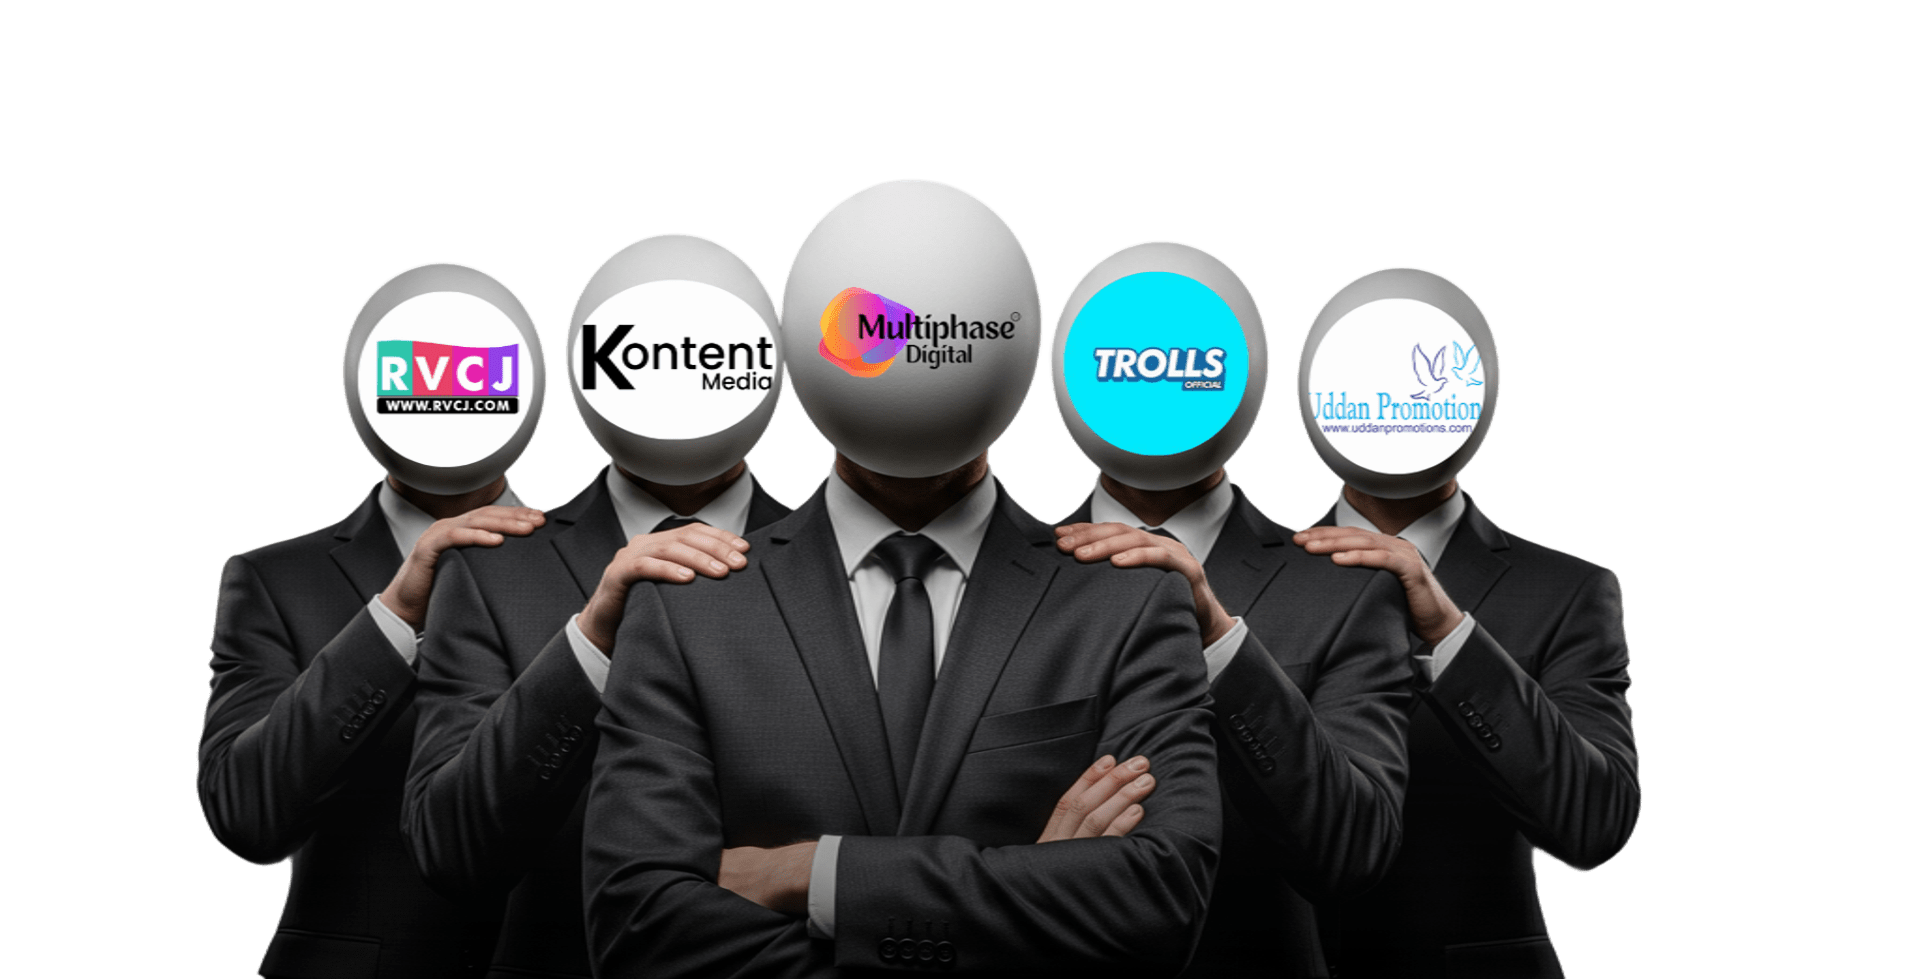 RVCJ
WWW.RVCJ.COM
Kontent
Media
Multiphase
Digital
TROLLS
OFFICIAL
Uddan Promotion
www.uddanpromotions.com